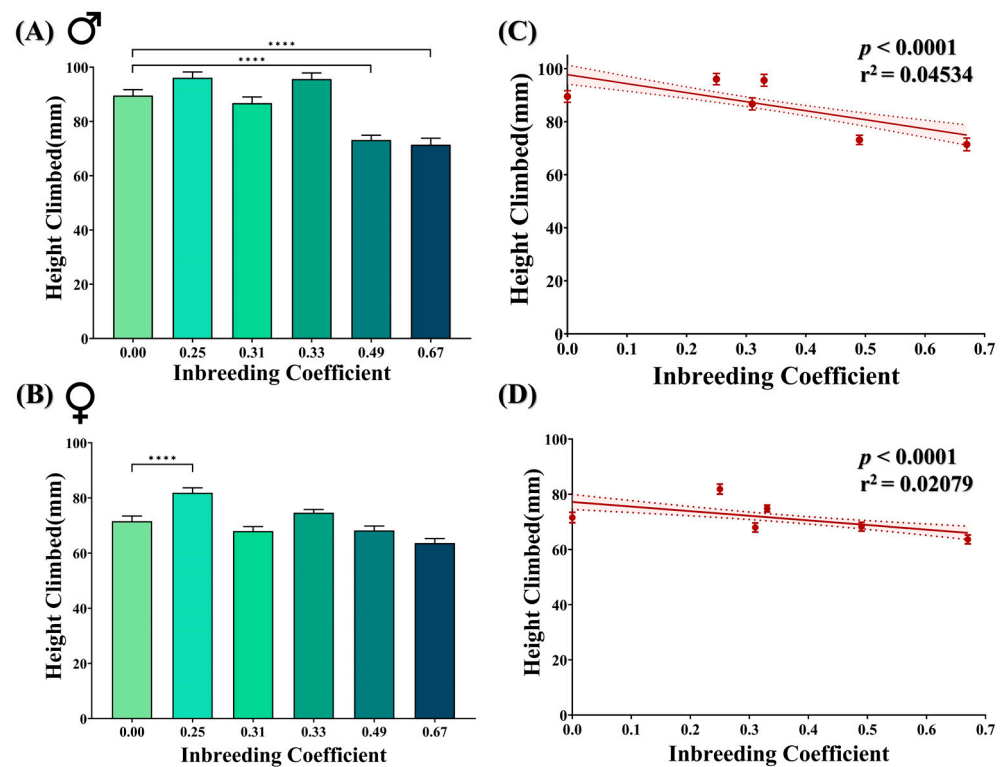 (A) ♂
****
****
Height Climbed(mm)
100
80
60
40
20
0
0.00 0.25 0.31 0.33 0.49 0.67
Inbreeding Coefficient
(C)
p < 0.0001
r² = 0.04534
Height Climbed(mm)
100
80
60
40
20
0
0.0 0.1 0.2 0.3 0.4 0.5 0.6 0.7
Inbreeding Coefficient
(B) ♀
****
Height Climbed(mm)
100
80
60
40
20
0
0.00 0.25 0.31 0.33 0.49 0.67
Inbreeding Coefficient
(D)
p < 0.0001
r² = 0.02079
Height Climbed(mm)
100
80
60
40
20
0
0.0 0.1 0.2 0.3 0.4 0.5 0.6 0.7
Inbreeding Coefficient